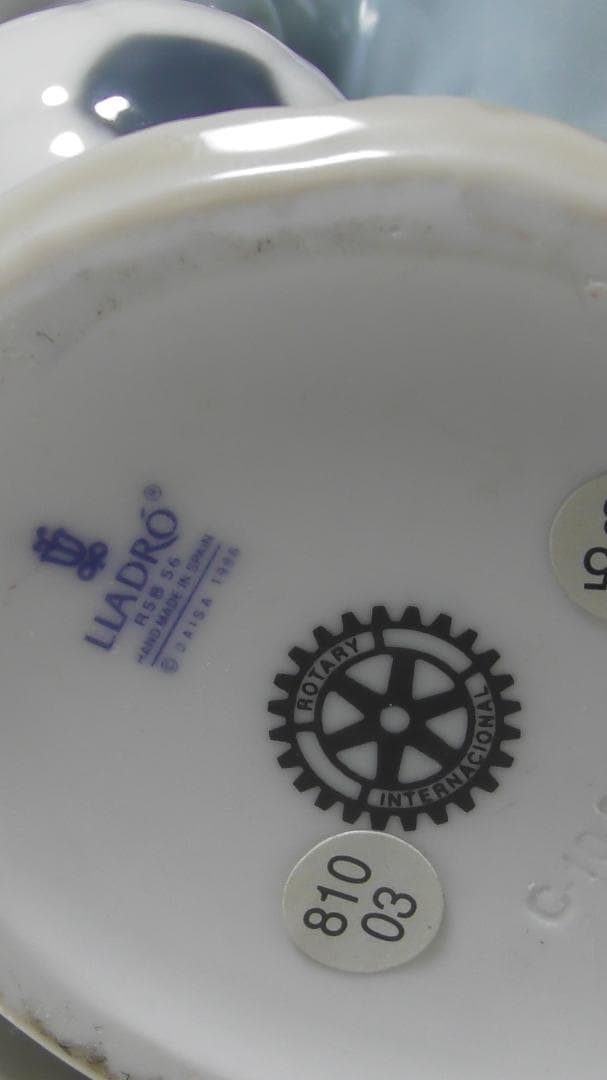 LLADRÓ®
RSB 56
HAND MADE IN SPAIN
© DAISA 1988
ROTARY
INTERNACIONAL
810
03